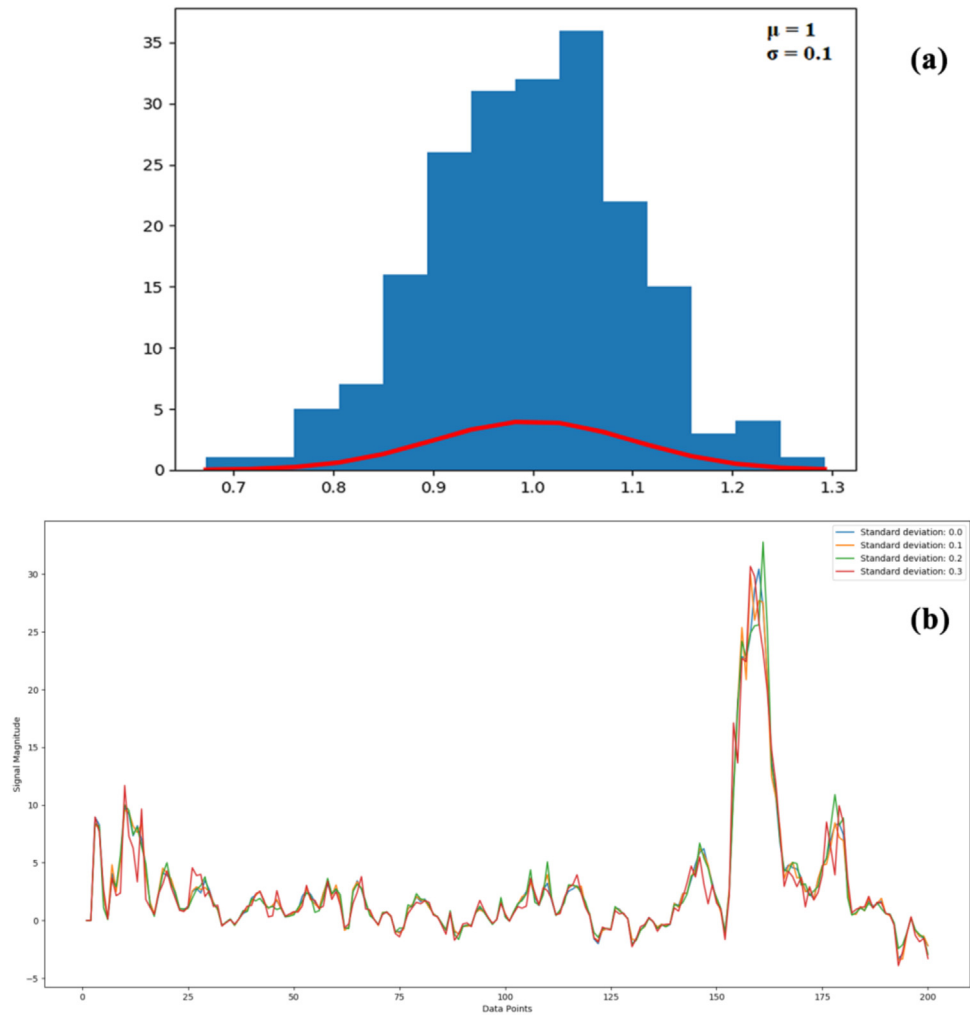 μ = 1
σ = 0.1
(a)
35
30
25
20
15
10
5
0
0.7 0.8 0.9 1.0 1.1 1.2 1.3
Standard deviation: 0.0
Standard deviation: 0.1
Standard deviation: 0.2
Standard deviation: 0.3
(b)
30
25
20
15
10
5
0
−5
Signal Magnitude
0 25 50 75 100 125 150 175 200
Data Points